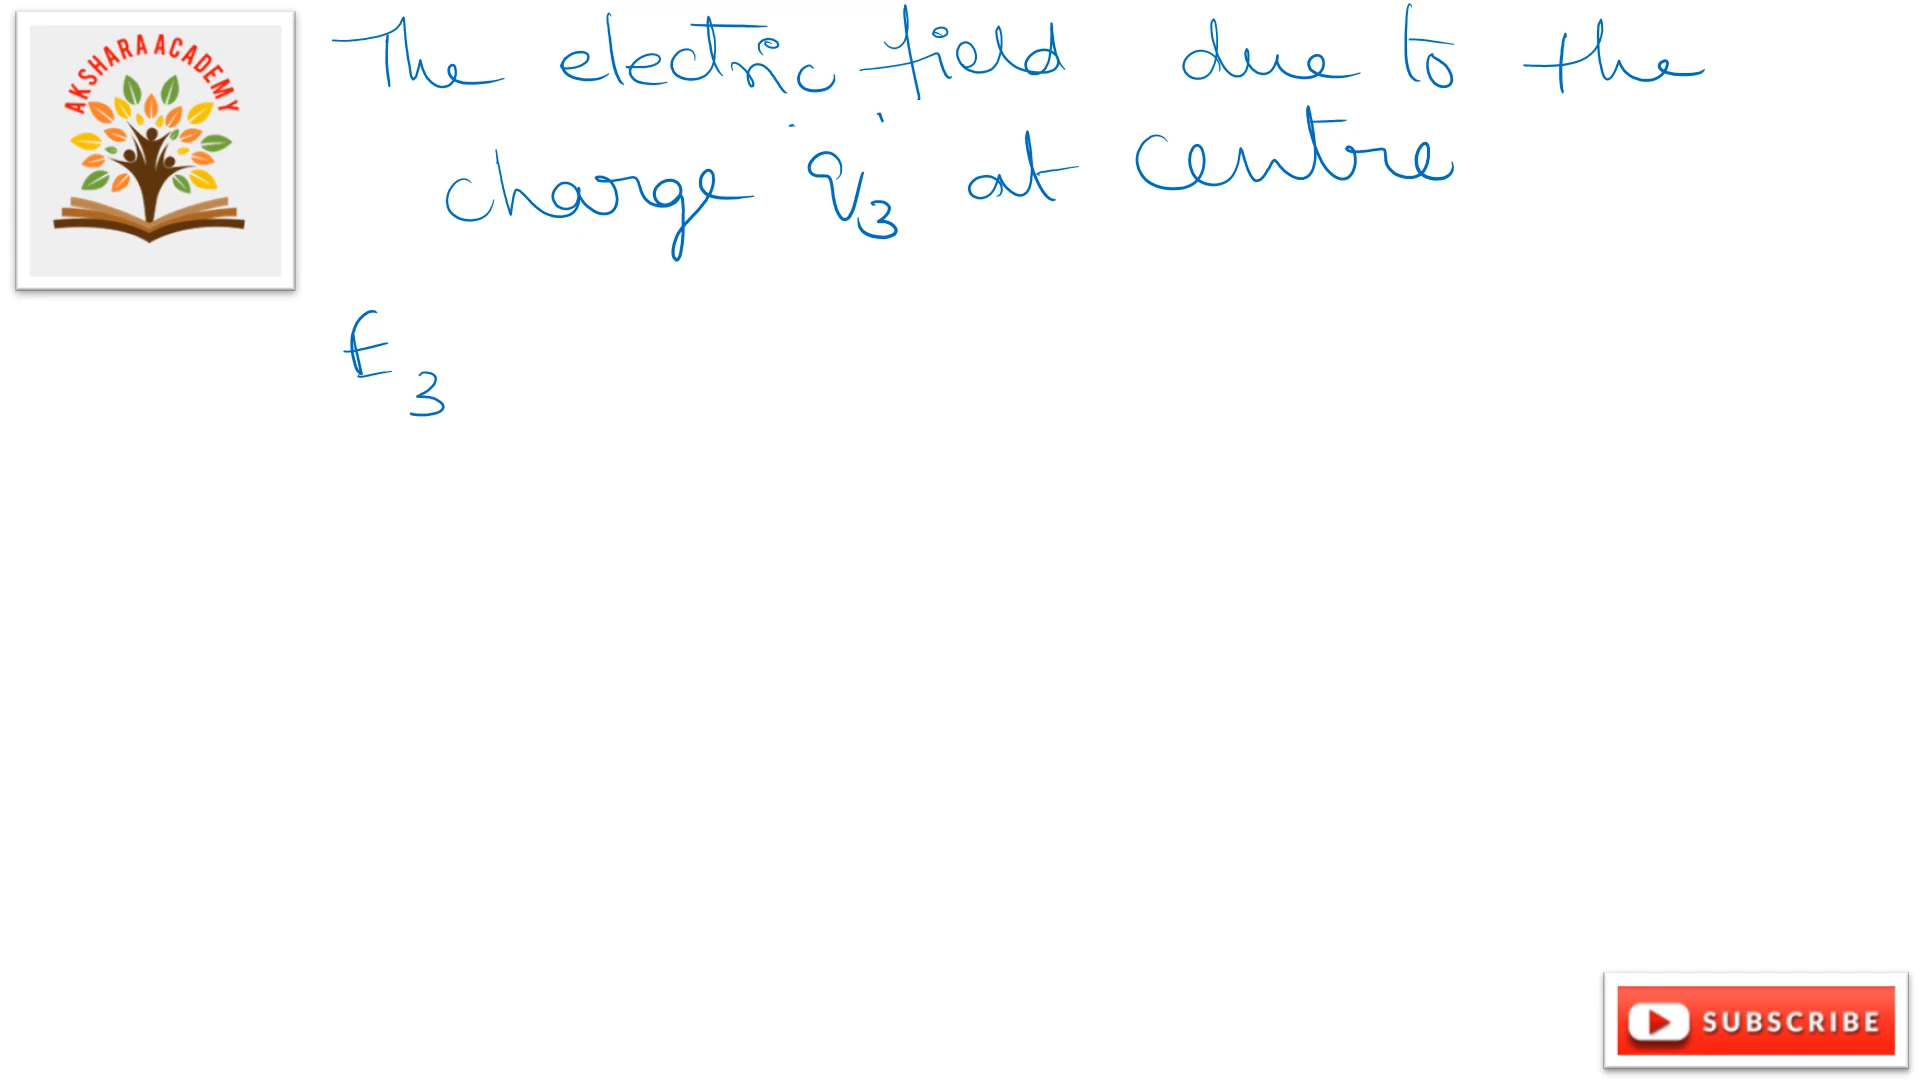 AKSHARA ACADEMY
The electric field due to the
charge q3 at centre
E3
SUBSCRIBE